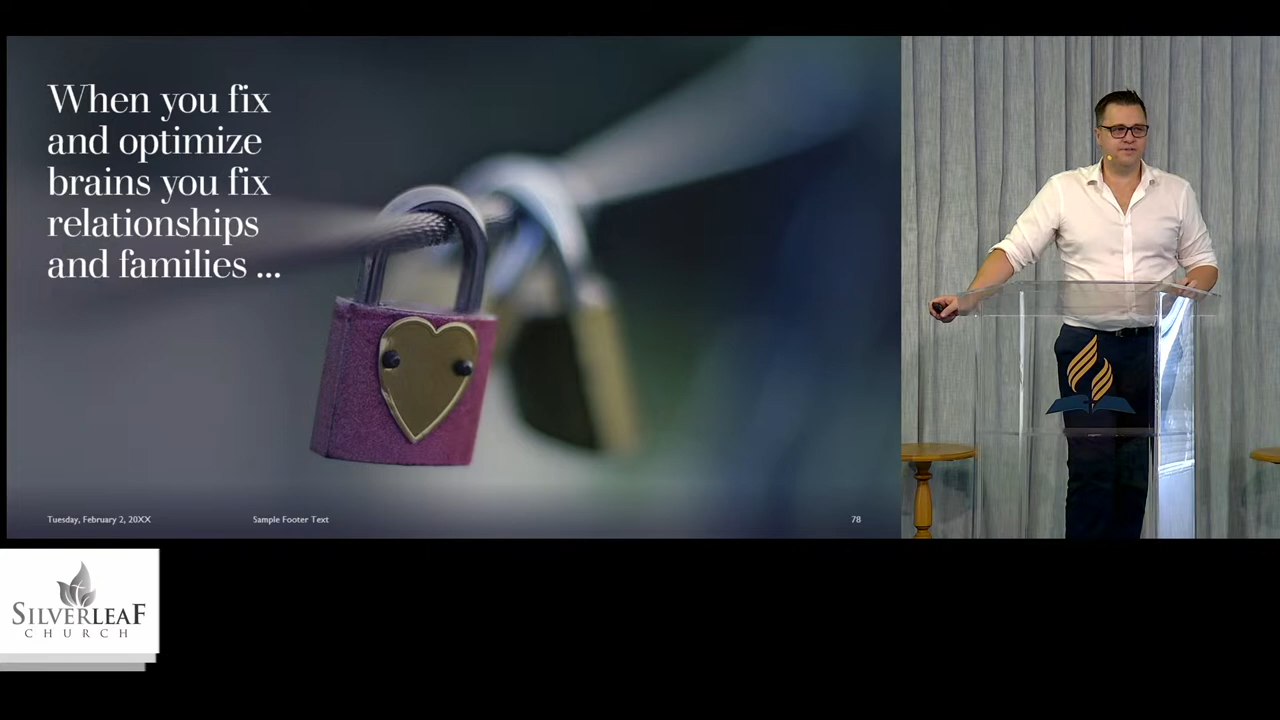 When you fix
and optimize
brains you fix
relationships
and families ...
Tuesday, February 2, 20XX
Sample Footer Text
78
SILVERLEAF
CHURCH